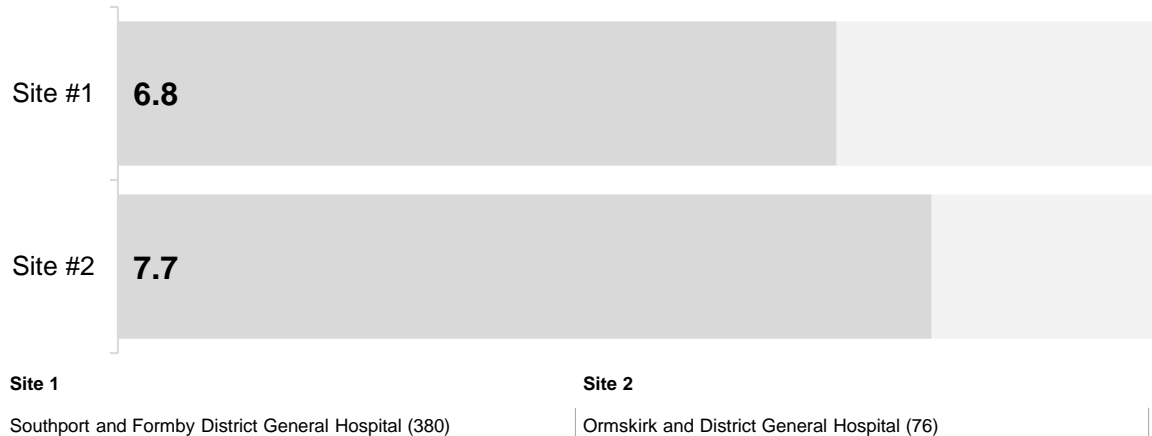 Site #1
6.8
Site #2
7.7
Site 1
Site 2
Southport and Formby District General Hospital (380)
Ormskirk and District General Hospital (76)